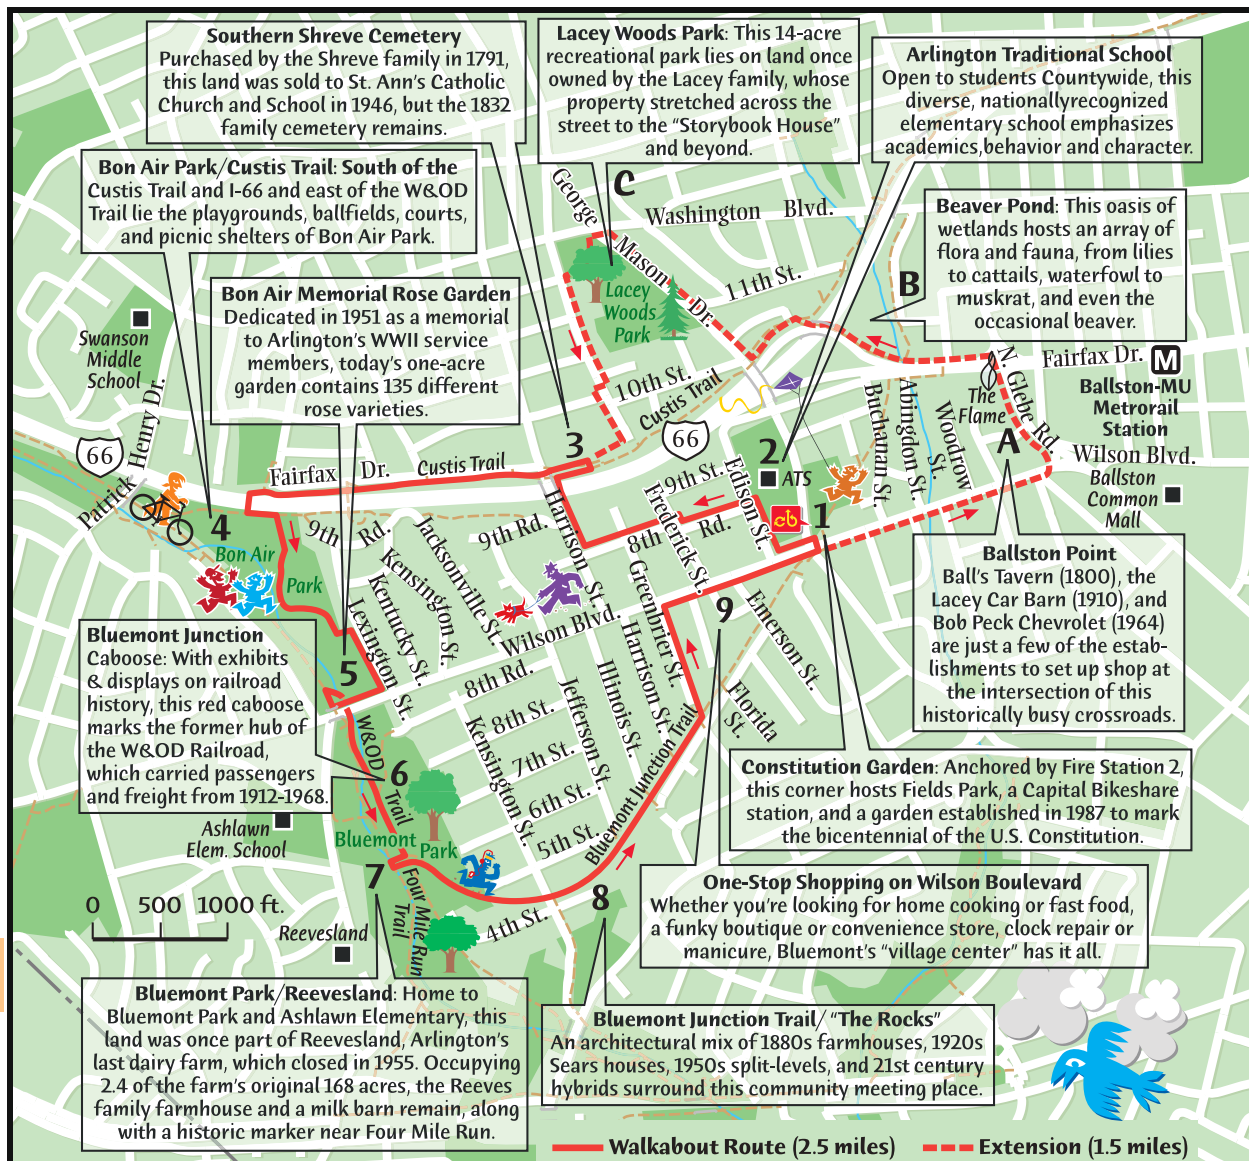 Southern Shreve Cemetery
Purchased by the Shreve family in 1791,
this land was sold to St. Ann's Catholic
Church and School in 1946, but the 1832
family cemetery remains.
Lacey Woods Park: This 14-acre
recreational park lies on land once
owned by the Lacey family, whose
property stretched across the
street to the "Storybook House"
and beyond.
Arlington Traditional School
Open to students Countywide, this
diverse, nationallyrecognized
elementary school emphasizes
academics,behavior and character.
Bon Air Park/Custis Trail: South of the
Custis Trail and I-66 and east of the W&OD
Trail lie the playgrounds, ballfields, courts,
and picnic shelters of Bon Air Park.
Beaver Pond: This oasis of
wetlands hosts an array of
flora and fauna, from lilies
to cattails, waterfowl to
muskrat, and even the
occasional beaver.
Bon Air Memorial Rose Garden
Dedicated in 1951 as a memorial
to Arlington's WWII service
members, today's one-acre
garden contains 135 different
rose varieties.
George
Mason
Dr.
C
Washington Blvd.
11th St.
B
Lacey
Woods
Park
Swanson
Middle
School
10th St.
Custis Trail
66
N Glebe Rd.
Fairfax Dr.
M
Ballston-MU
Metrorail
Station
The
Flame
A
Wilson Blvd.
Ballston
Common
Mall
Buchanan St.
Abingdon St.
Woodrow
66
Patrick
Henry Dr.
Fairfax Dr.
Custis Trail
3
2
ATS
9th St.
Edison St.
Frederick St.
8th Rd.
cb
1
4
Bon Air
Park
9th Rd.
Jacksonville St.
Kensington St.
Kentucky St.
Lexington St.
9th Rd.
Harrison St.
Wilson Blvd.
Greenbrier St.
Harrison St.
Illinois St.
Jefferson St.
Kensington St.
9
Emerson St.
Florida
St.
Ballston Point
Ball's Tavern (1800), the
Lacey Car Barn (1910), and
Bob Peck Chevrolet (1964)
are just a few of the estab-
lishments to set up shop at
the intersection of this
historically busy crossroads.
Bluemont Junction
Caboose: With exhibits
& displays on railroad
history, this red caboose
marks the former hub of
the W&OD Railroad,
which carried passengers
and freight from 1912-1968.
5
W&OD
Trail
6
8th Rd.
8th St.
7th St.
6th St.
5th St.
4th St.
Bluemont Junction Trail
Bluemont
Park
7
Four Mile Run
Trail
8
Ashlawn
Elem. School
Reevesland
0 500 1000 ft.
Constitution Garden: Anchored by Fire Station 2,
this corner hosts Fields Park, a Capital Bikeshare
station, and a garden established in 1987 to mark
the bicentennial of the U.S. Constitution.
One-Stop Shopping on Wilson Boulevard
Whether you're looking for home cooking or fast food,
a funky boutique or convenience store, clock repair or
manicure, Bluemont's "village center" has it all.
Bluemont Park/Reevesland: Home to
Bluemont Park and Ashlawn Elementary, this
land was once part of Reevesland, Arlington's
last dairy farm, which closed in 1955. Occupying
2.4 of the farm's original 168 acres, the Reeves
family farmhouse and a milk barn remain, along
with a historic marker near Four Mile Run.
Bluemont Junction Trail/ "The Rocks"
An architectural mix of 1880s farmhouses, 1920s
Sears houses, 1950s split-levels, and 21st century
hybrids surround this community meeting place.
Walkabout Route (2.5 miles)
Extension (1.5 miles)